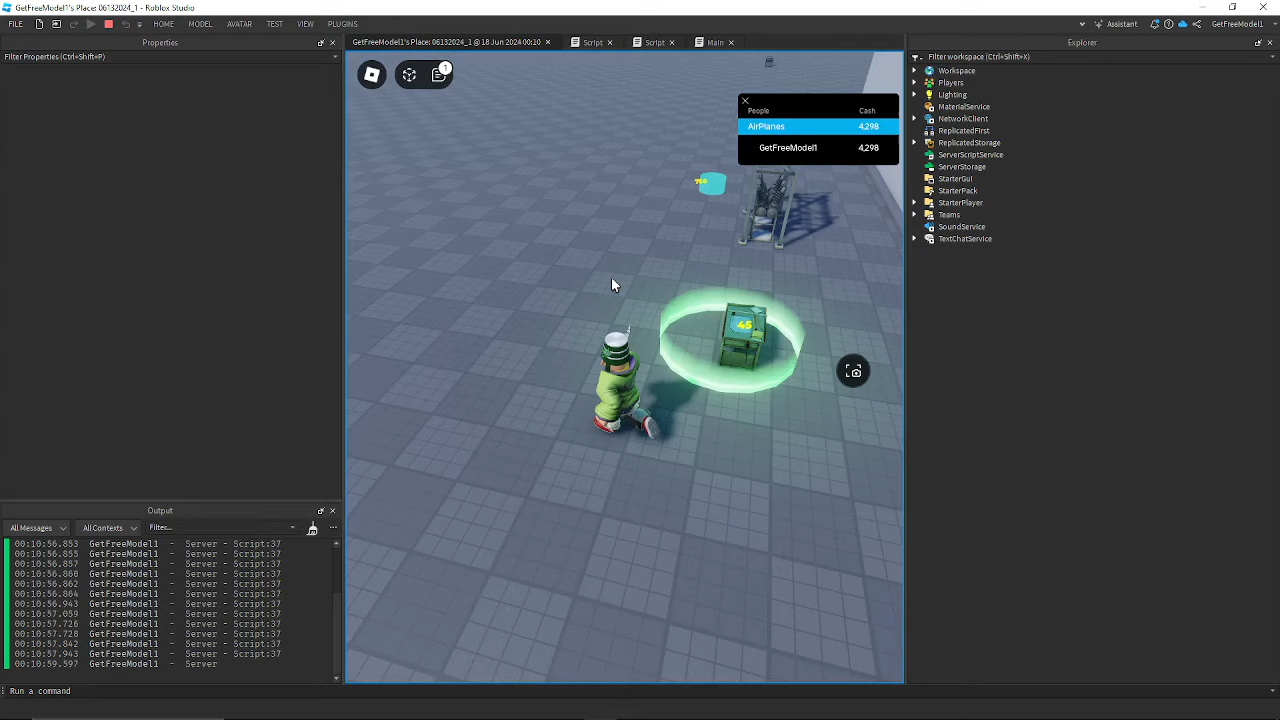 GetFreeModel1's Place: 06132024_1 - Roblox Studio
FILE HOME MODEL AVATAR TEST VIEW PLUGINS Assistant GetFreeModel1
Properties
Filter Properties (Ctrl+Shift+P)
GetFreeModel1's Place: 06132024_1 @ 18 Jun 2024 00:10 Script Script Main
Explorer
Filter workspace (Ctrl+Shift+X)
Workspace
Players
Lighting
MaterialService
NetworkClient
ReplicatedFirst
ReplicatedStorage
ServerScriptService
ServerStorage
StarterGui
StarterPack
StarterPlayer
Teams
SoundService
TextChatService
1
People Cash
AirPlanes 4,298
GetFreeModel1 4,298
750
45
Output
All Messages All Contexts Filter...
00:10:56.853 GetFreeModel1 - Server - Script:37
00:10:56.855 GetFreeModel1 - Server - Script:37
00:10:56.857 GetFreeModel1 - Server - Script:37
00:10:56.860 GetFreeModel1 - Server - Script:37
00:10:56.862 GetFreeModel1 - Server - Script:37
00:10:56.864 GetFreeModel1 - Server - Script:37
00:10:56.943 GetFreeModel1 - Server - Script:37
00:10:57.059 GetFreeModel1 - Server - Script:37
00:10:57.726 GetFreeModel1 - Server - Script:37
00:10:57.728 GetFreeModel1 - Server - Script:37
00:10:57.842 GetFreeModel1 - Server - Script:37
00:10:57.943 GetFreeModel1 - Server - Script:37
00:10:59.597 GetFreeModel1 - Server
Run a command